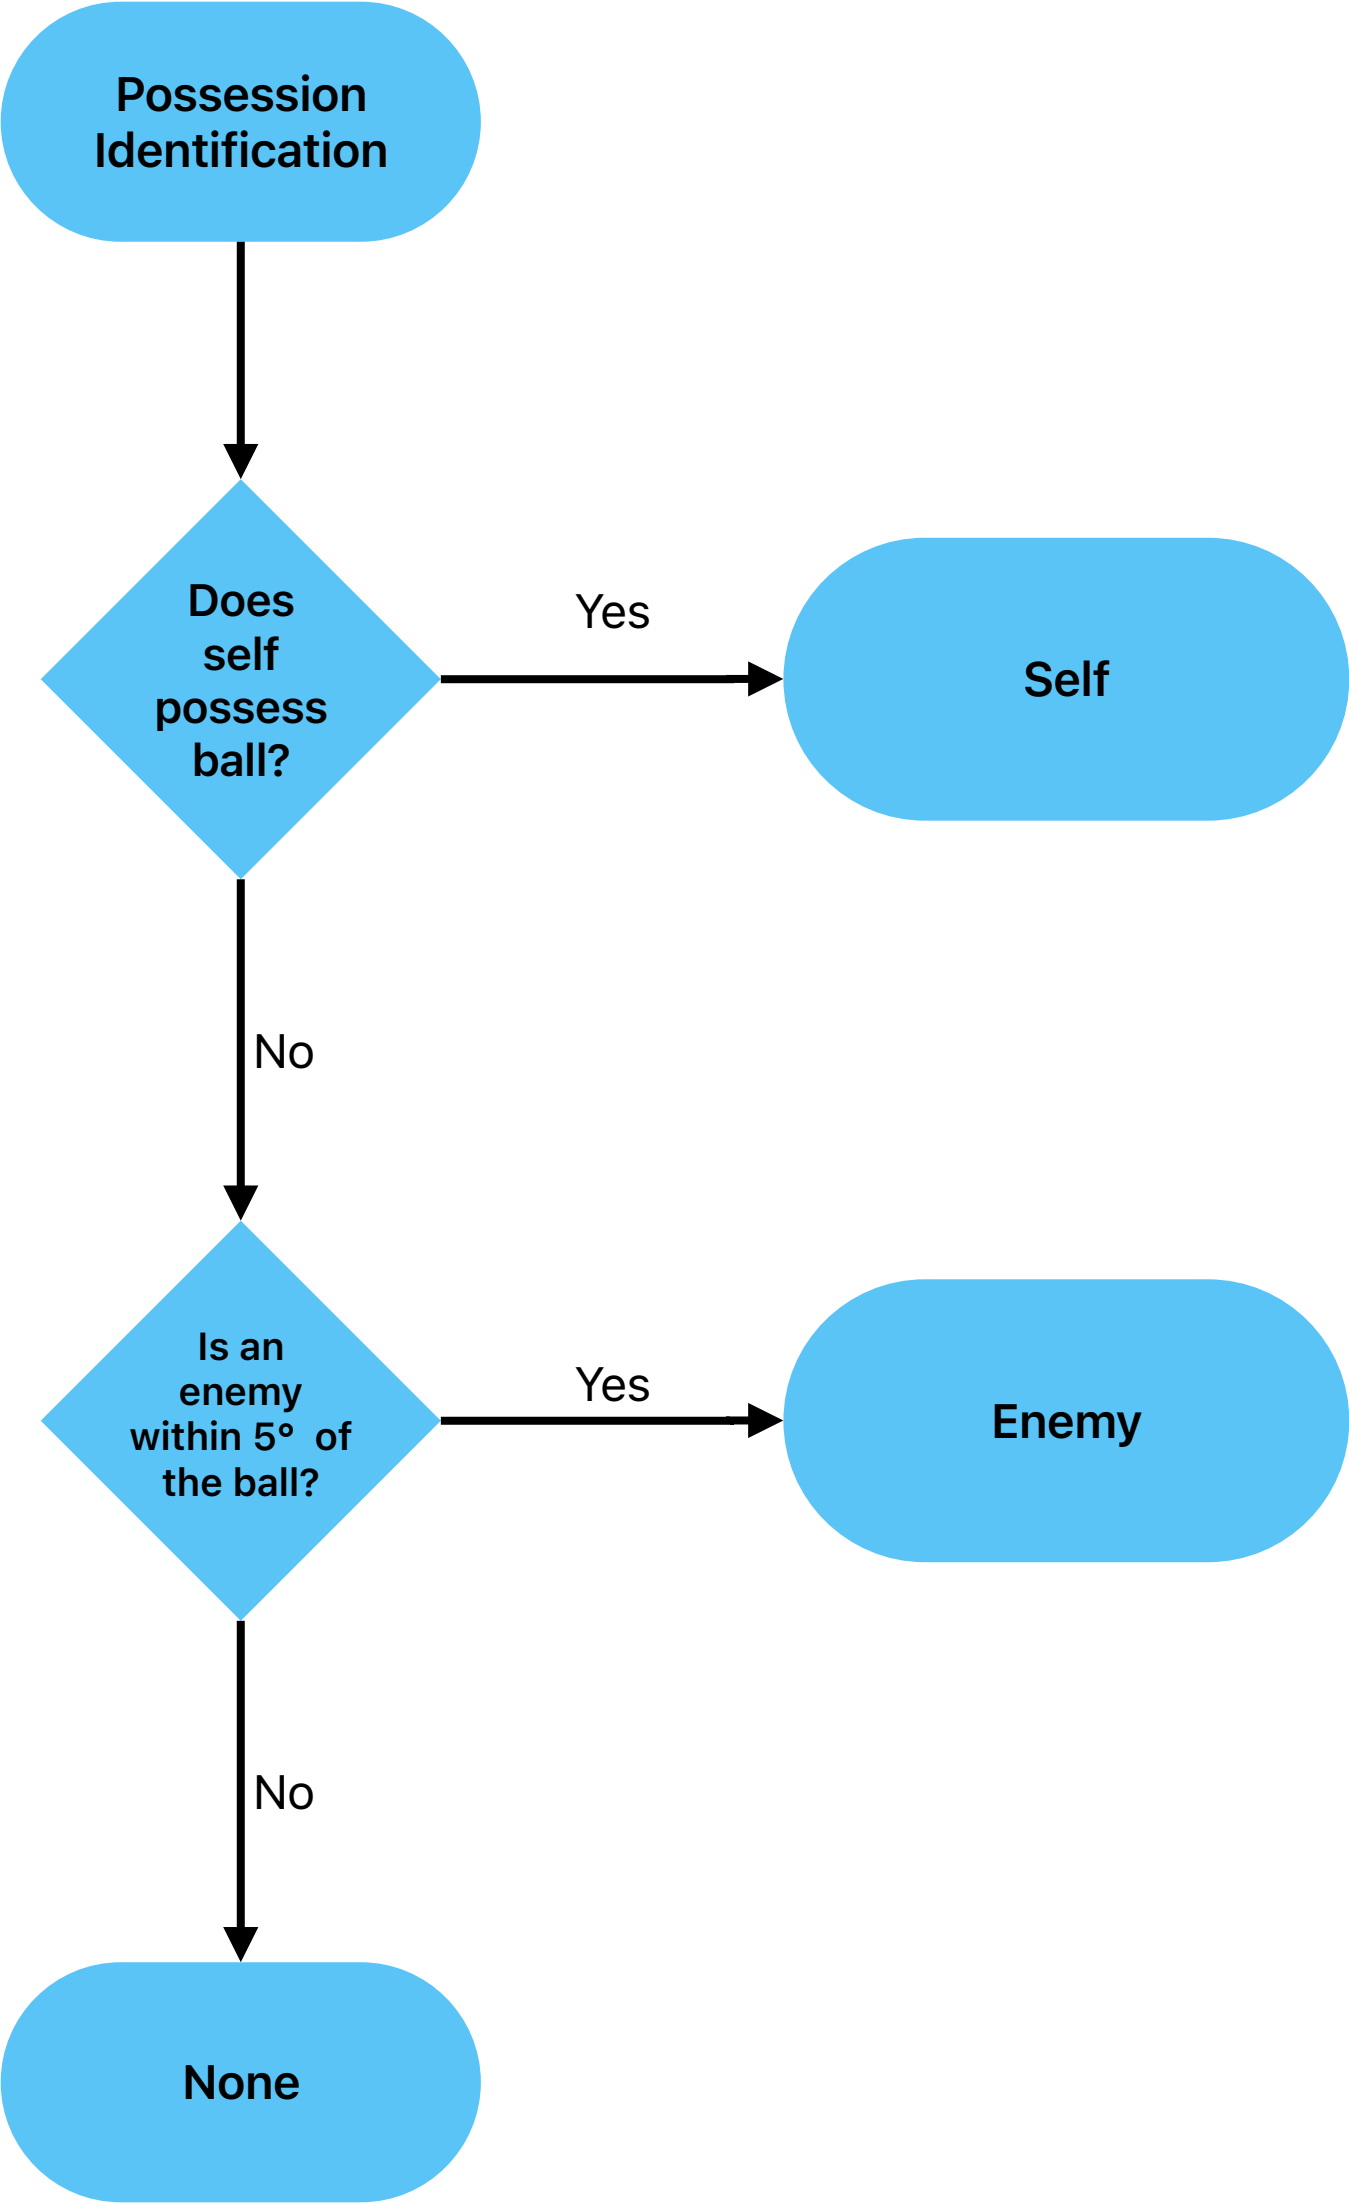 Possession
Identification
Does
self
possess
ball?
Yes
Self
No
Is an
enemy
within 5° of
the ball?
Yes
Enemy
No
None